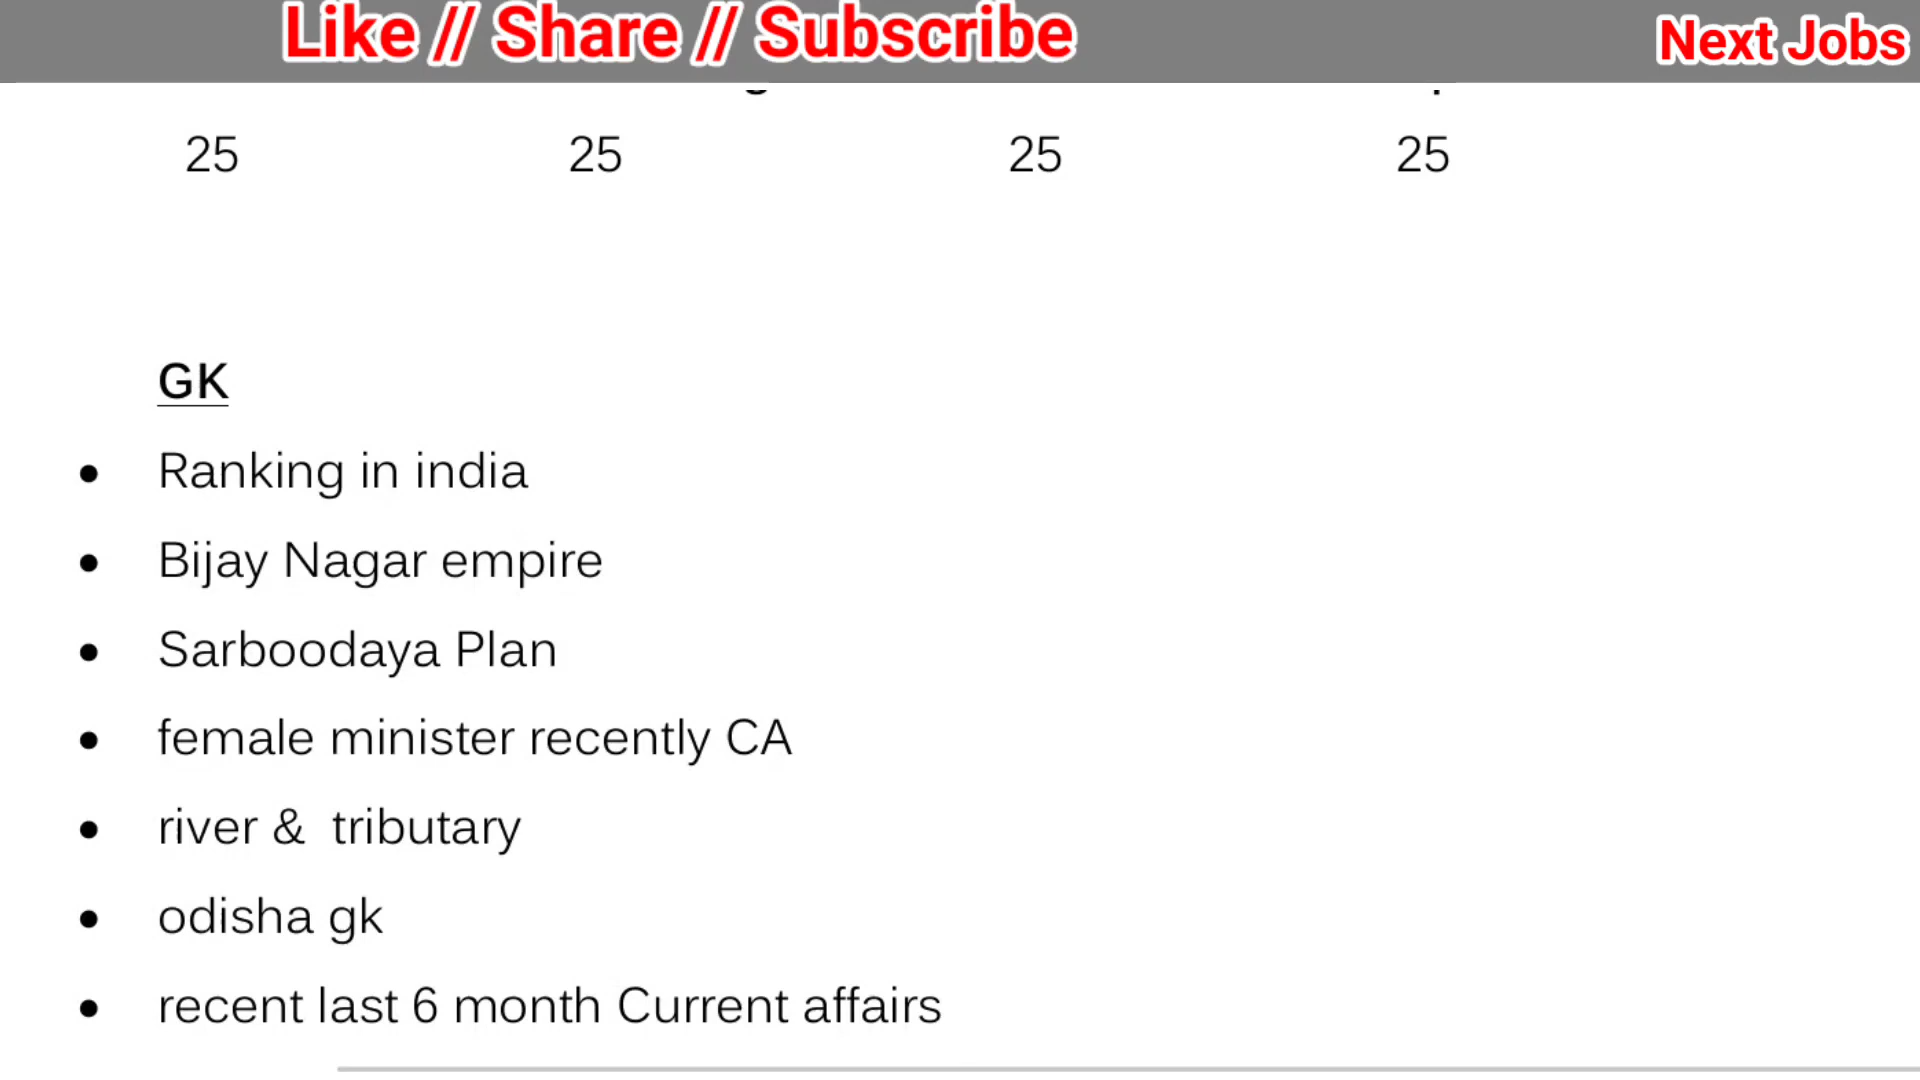 Like // Share // Subscribe
Next Jobs
25 25 25 25
GK
• Ranking in india
• Bijay Nagar empire
• Sarboodaya Plan
• female minister recently CA
• river & tributary
• odisha gk
• recent last 6 month Current affairs